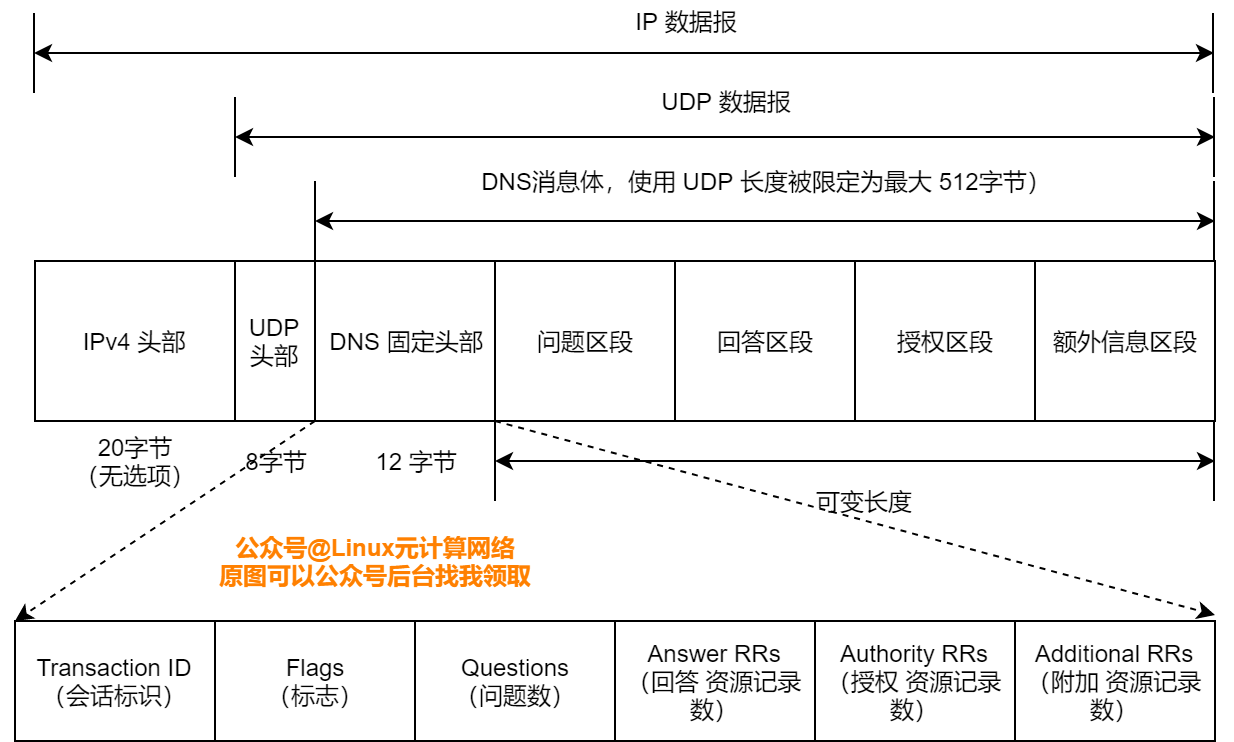 IP 数据报
UDP 数据报
DNS消息体，使用 UDP 长度被限定为最大 512字节）
IPv4 头部
UDP
头部
DNS 固定头部
问题区段
回答区段
授权区段
额外信息区段
20字节
（无选项）
8字节
12 字节
可变长度
公众号@Linux元计算网络
原图可以公众号后台找我领取
Transaction ID
（会话标识）
Flags
（标志）
Questions
（问题数）
Answer RRs
（回答 资源记录
数）
Authority RRs
（授权 资源记录
数）
Additional RRs
（附加 资源记录
数）